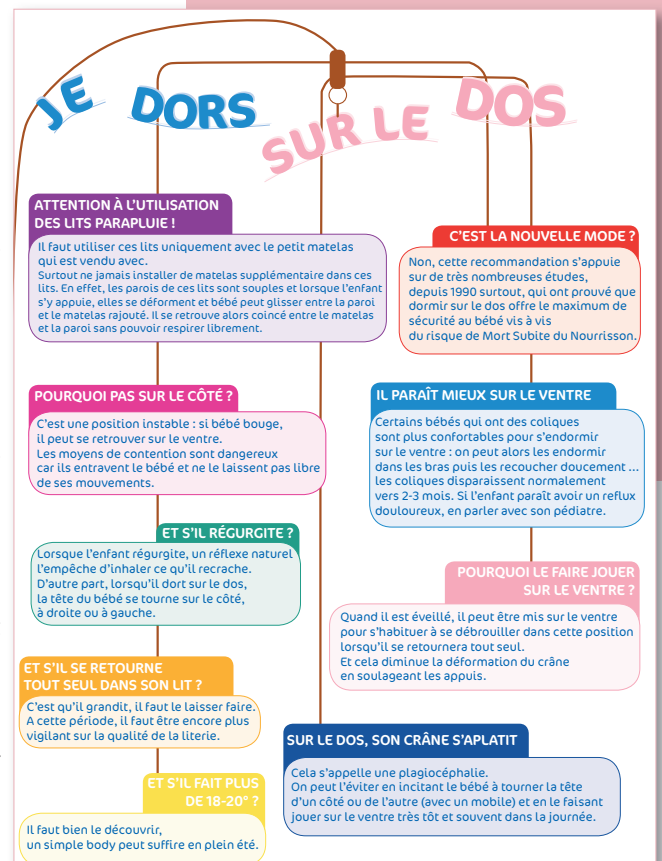 JE DORS SUR LE DOS
ATTENTION À L'UTILISATION
DES LITS PARAPLUIE !
Il faut utiliser ces lits uniquement avec le petit matelas
qui est vendu avec.
Surtout ne jamais installer de matelas supplémentaire dans ces
lits. En effet, les parois de ces lits sont souples et lorsque l'enfant
s'y appuie, elles se déforment et bébé peut glisser entre la paroi
et le matelas rajouté. Il se retrouve alors coincé entre le matelas
et la paroi sans pouvoir respirer librement.
C'EST LA NOUVELLE MODE ?
Non, cette recommandation s'appuie
sur de très nombreuses études,
depuis 1990 surtout, qui ont prouvé que
dormir sur le dos offre le maximum de
sécurité au bébé vis à vis
du risque de Mort Subite du Nourrisson.
POURQUOI PAS SUR LE CÔTÉ ?
C'est une position instable : si bébé bouge,
il peut se retrouver sur le ventre.
Les moyens de contention sont dangereux
car ils entravent le bébé et ne le laissent pas libre
de ses mouvements.
IL PARAÎT MIEUX SUR LE VENTRE
Certains bébés qui ont des coliques
sont plus confortables pour s'endormir
sur le ventre : on peut alors les endormir
dans les bras puis les recoucher doucement ...
les coliques disparaissent normalement
vers 2-3 mois. Si l'enfant paraît avoir un reflux
douloureux, en parler avec son pédiatre.
ET S'IL RÉGURGITE ?
Lorsque l'enfant régurgite, un réflexe naturel
l'empêche d'inhaler ce qu'il recrache.
D'autre part, lorsqu'il dort sur le dos,
la tête du bébé se tourne sur le côté,
à droite ou à gauche.
POURQUOI LE FAIRE JOUER
SUR LE VENTRE ?
Quand il est éveillé, il peut être mis sur le ventre
pour s'habituer à se débrouiller dans cette position
lorsqu'il se retournera tout seul.
Et cela diminue la déformation du crâne
en soulageant les appuis.
ET S'IL SE RETOURNE
TOUT SEUL DANS SON LIT ?
C'est qu'il grandit, il faut le laisser faire.
A cette période, il faut être encore plus
vigilant sur la qualité de la literie.
SUR LE DOS, SON CRÂNE S'APLATIT
Cela s'appelle une plagiocéphalie.
On peut l'éviter en incitant le bébé à tourner la tête
d'un côté ou de l'autre (avec un mobile) et en le faisant
jouer sur le ventre très tôt et souvent dans la journée.
ET S'IL FAIT PLUS
DE 18-20° ?
Il faut bien le découvrir,
un simple body peut suffire en plein été.